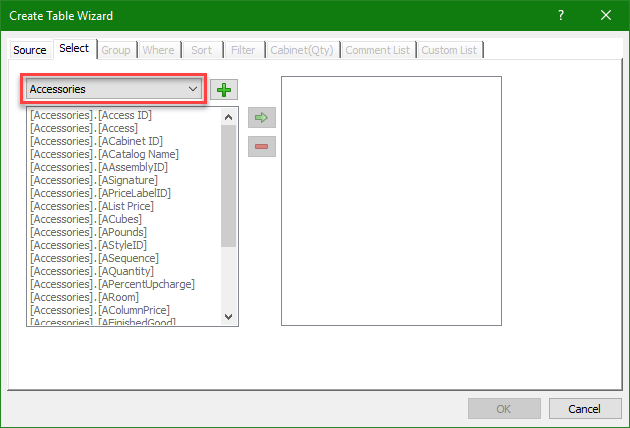 Create Table Wizard
?
Source Select Group Where Sort Filter Cabinet(Qty) Comment List Custom List
Accessories
[Accessories].[Access ID]
[Accessories].[Access]
[Accessories].[ACabinet ID]
[Accessories].[ACatalog Name]
[Accessories].[AAssemblyID]
[Accessories].[ASignature]
[Accessories].[APriceLabelID]
[Accessories].[AList Price]
[Accessories].[ACubes]
[Accessories].[APounds]
[Accessories].[AStyleID]
[Accessories].[ASequence]
[Accessories].[AQuantity]
[Accessories].[APercentUpcharge]
[Accessories].[ARoom]
[Accessories].[AColumnPrice]
[Accessories].[AFinishedGood]
OK Cancel